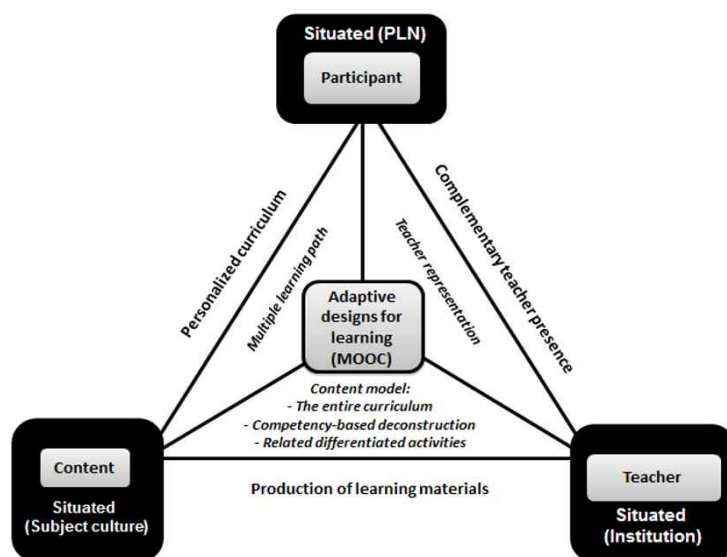 Situated (PLN)
Participant
Personalized curriculum
Multiple learning path
Teacher representation
Complementary teacher presence
Adaptive
designs for
learning
(MOOC)
Content model:
- The entire curriculum
- Competency-based deconstruction
- Related differentiated activities
Content
Situated
(Subject culture)
Production of learning materials
Teacher
Situated
(Institution)